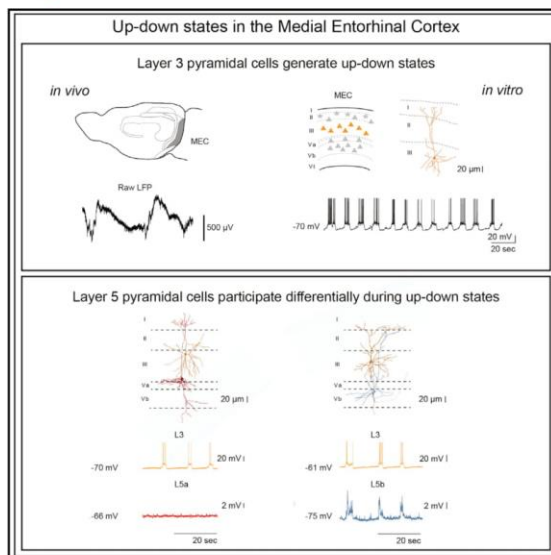 Up-down states in the Medial Entorhinal Cortex
Layer 3 pyramidal cells generate up-down states
in vivo
in vitro
MEC
MEC
I
II
III
Va
Vb
VI
I
II
III
20 µm
Raw LFP
500 µV
-70 mV
20 mV
20 sec
Layer 5 pyramidal cells participate differentially during up-down states
I
II
III
Va
Vb
20 µm
I
II
III
Va
Vb
20 µm
L3
-70 mV
20 mV
L5a
-66 mV
2 mV
20 sec
L3
-61 mV
20 mV
L5b
-75 mV
2 mV
20 sec